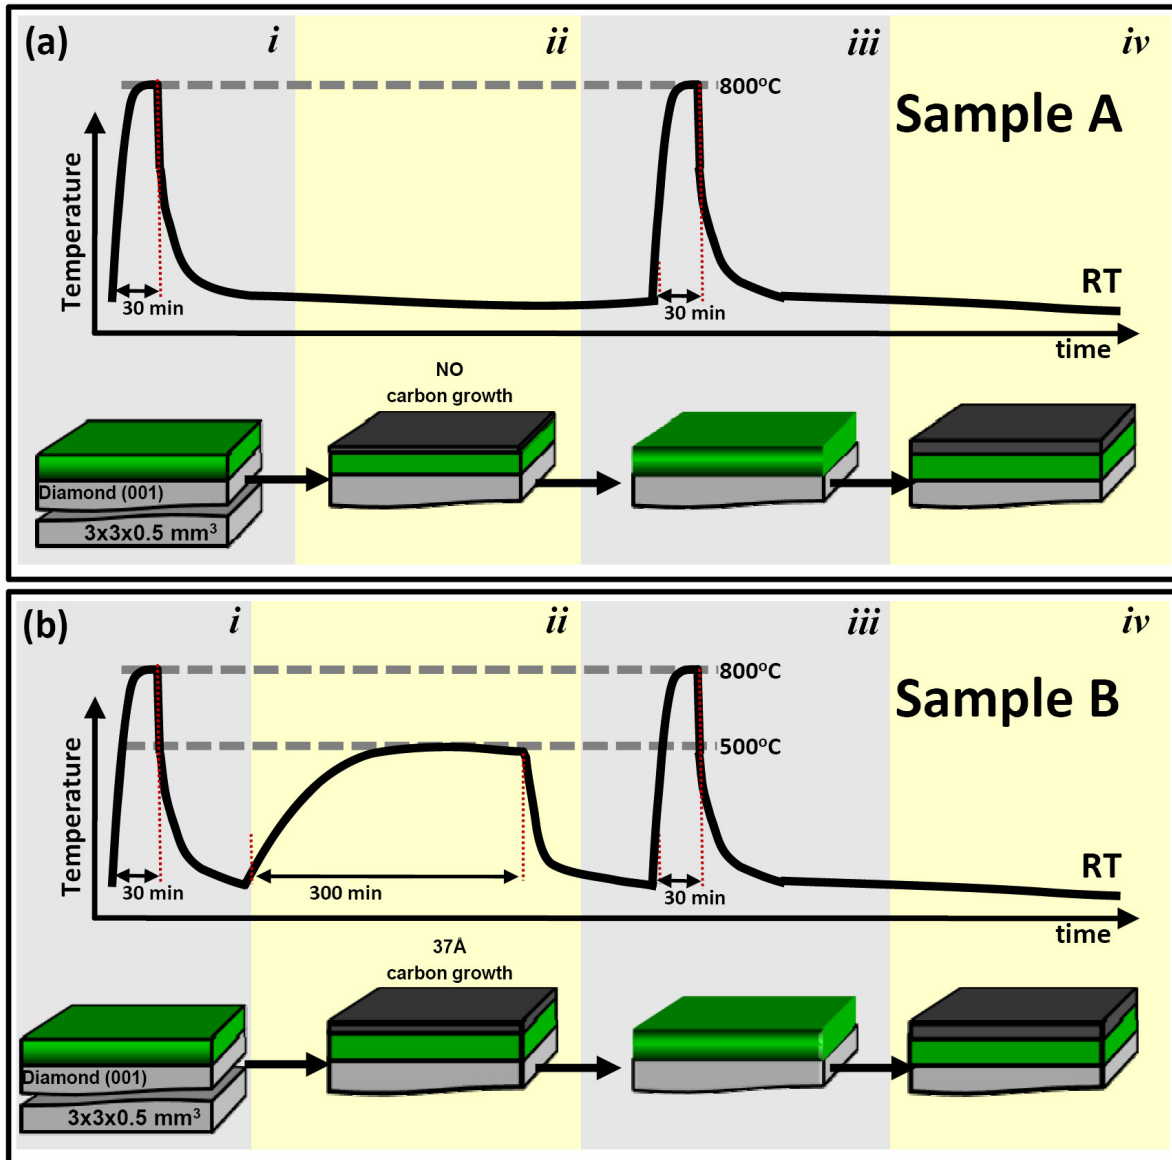 (a)
i
ii
iii
iv
800°C
Sample A
Temperature
30 min
30 min
RT
time
NO
carbon growth
Diamond (001)
3x3x0.5 mm³
(b)
i
ii
iii
iv
800°C
Sample B
500°C
Temperature
30 min
300 min
30 min
RT
time
37Å
carbon growth
Diamond (001)
3x3x0.5 mm³